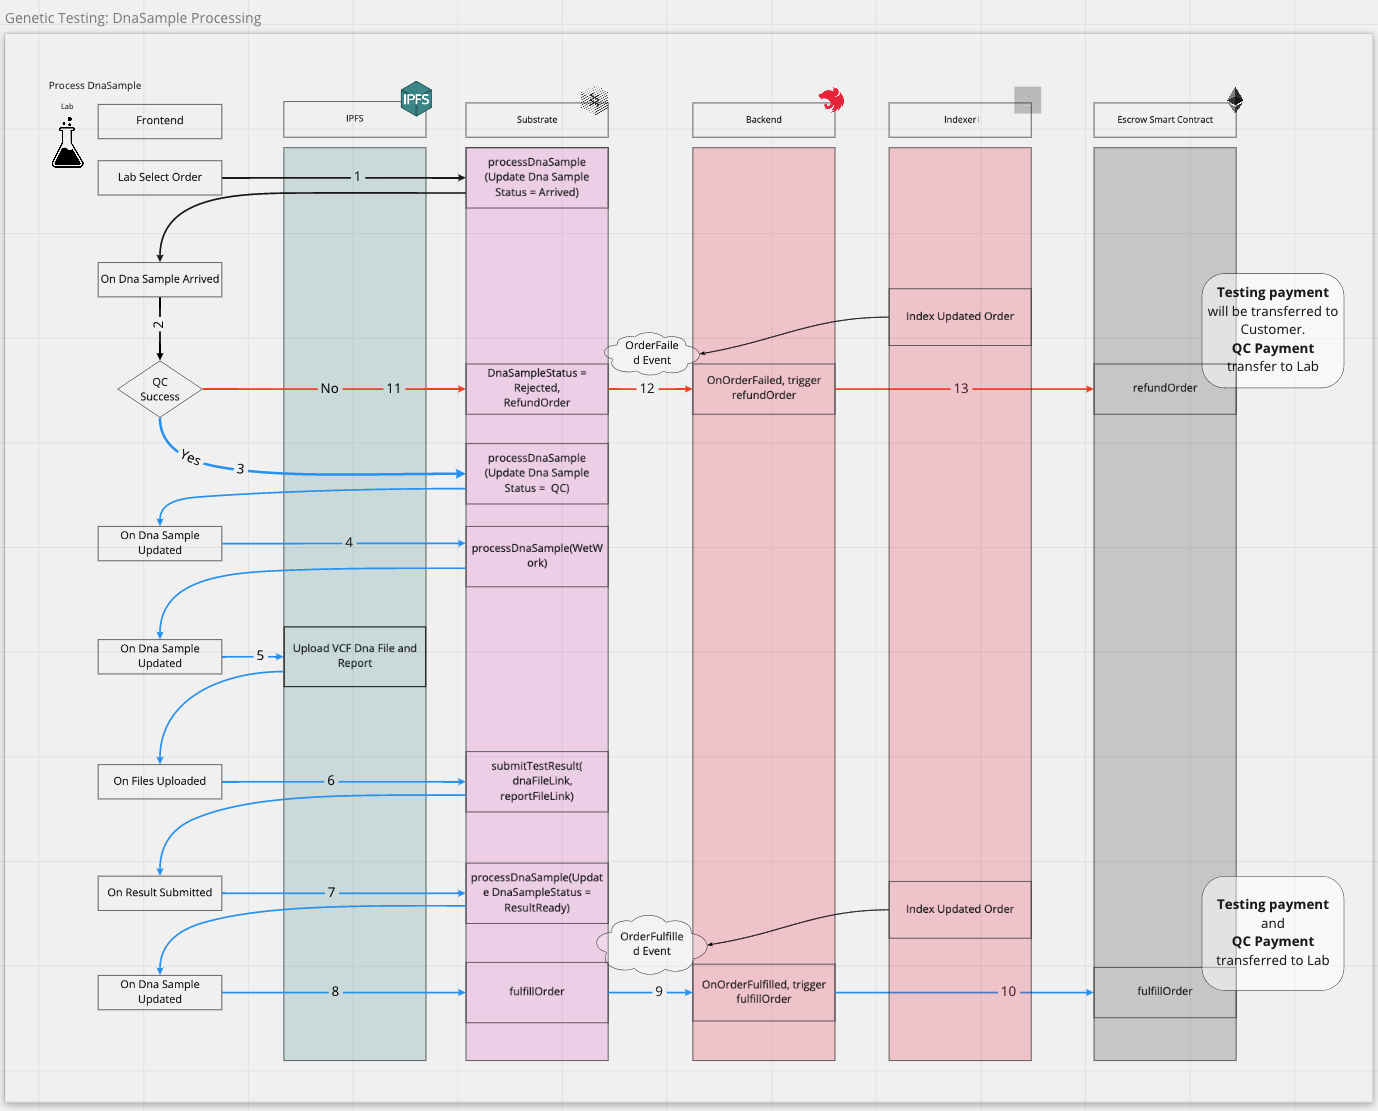 Genetic Testing: DnaSample Processing
Process DnaSample
Lab
Frontend
IPFS
IPFS
Substrate
Backend
Indexer
Escrow Smart Contract
Lab Select Order
1
processDnaSample
(Update Dna Sample
Status = Arrived)
On Dna Sample Arrived
2
Index Updated Order
Testing payment
will be transferred to
Customer.
QC Payment
transfer to Lab
OrderFaile
d Event
QC
Success
No
11
DnaSampleStatus =
Rejected,
RefundOrder
12
OnOrderFailed, trigger
refundOrder
13
refundOrder
Yes
3
processDnaSample
(Update Dna Sample
Status =  QC)
On Dna Sample
Updated
4
processDnaSample(WetW
ork)
On Dna Sample
Updated
5
Upload VCF Dna File and
Report
On Files Uploaded
6
submitTestResult(
dnaFileLink,
reportFileLink)
On Result Submitted
7
processDnaSample(Updat
e DnaSampleStatus =
ResultReady)
Index Updated Order
OrderFulfille
d Event
Testing payment
and
QC Payment
transferred to Lab
On Dna Sample
Updated
8
fulfillOrder
9
OnOrderFulfilled, trigger
fulfillOrder
10
fulfillOrder